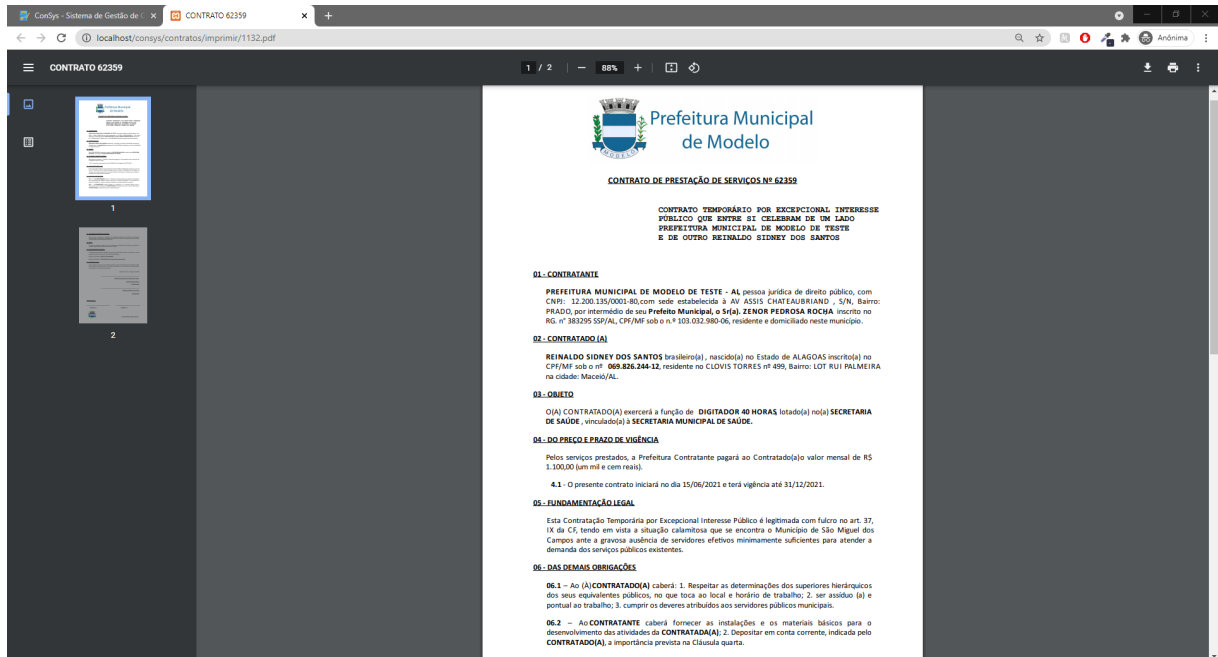 ConSys - Sistema de Gestão de C
CONTRATO 62359
localhost/consys/contratos/imprimir/1132.pdf
Anônima
CONTRATO 62359
1 / 2
88%
1
2
Prefeitura Municipal
de Modelo
MODELO
CONTRATO DE PRESTAÇÃO DE SERVIÇOS Nº 62359
CONTRATO TEMPORÁRIO POR EXCEPCIONAL INTERESSE
PÚBLICO QUE ENTRE SI CELEBRAM DE UM LADO
PREFEITURA MUNICIPAL DE MODELO DE TESTE
E DE OUTRO REINALDO SIDNEY DOS SANTOS
01 - CONTRATANTE
PREFEITURA MUNICIPAL DE MODELO DE TESTE - AL, pessoa jurídica de direito público, com
CNPJ: 12.200.135/0001-80,com sede estabelecida à AV ASSIS CHATEAUBRIAND , S/N, Bairro:
PRADO, por intermédio de seu Prefeito Municipal, o Sr(a). ZENOR PEDROSA ROCHA, inscrito no
RG. n° 383295 SSP/AL, CPF/MF sob o n.º 103.032.980-06, residente e domiciliado neste município.
02 - CONTRATADO (A)
REINALDO SIDNEY DOS SANTOS, brasileiro(a) , nascido(a) no Estado de ALAGOAS inscrito(a) no
CPF/MF sob o nº 069.826.244-12, residente no CLOVIS TORRES nº 499, Bairro: LOT RUI PALMEIRA
na cidade: Maceió/AL.
03 - OBJETO
O(A) CONTRATADO(A) exercerá a função de DIGITADOR 40 HORAS, lotado(a) no(a) SECRETARIA
DE SAÚDE , vinculado(a) à SECRETARIA MUNICIPAL DE SAÚDE.
04 - DO PREÇO E PRAZO DE VIGÊNCIA
Pelos serviços prestados, a Prefeitura Contratante pagará ao Contratado(a)o valor mensal de R$
1.100,00 (um mil e cem reais).
4.1 - O presente contrato iniciará no dia 15/06/2021 e terá vigência até 31/12/2021.
05 - FUNDAMENTAÇÃO LEGAL
Esta Contratação Temporária por Excepcional Interesse Público é legitimada com fulcro no art. 37,
IX da CF, tendo em vista a situação calamitosa que se encontra o Município de São Miguel dos
Campos ante a gravosa ausência de servidores efetivos minimamente suficientes para atender a
demanda dos serviços públicos existentes.
06 - DAS DEMAIS OBRIGAÇÕES
06.1 – Ao (À)CONTRATADO(A) caberá: 1. Respeitar as determinações dos superiores hierárquicos
dos seus equivalentes públicos, no que toca ao local e horário de trabalho; 2. ser assíduo (a) e
pontual ao trabalho; 3. cumprir os deveres atribuídos aos servidores públicos municipais.
06.2 – Ao CONTRATANTE caberá fornecer as instalações e os materiais básicos para o
desenvolvimento das atividades da CONTRATADA(A); 2. Depositar em conta corrente, indicada pelo
CONTRATADO(A), a importância prevista na Cláusula quarta.